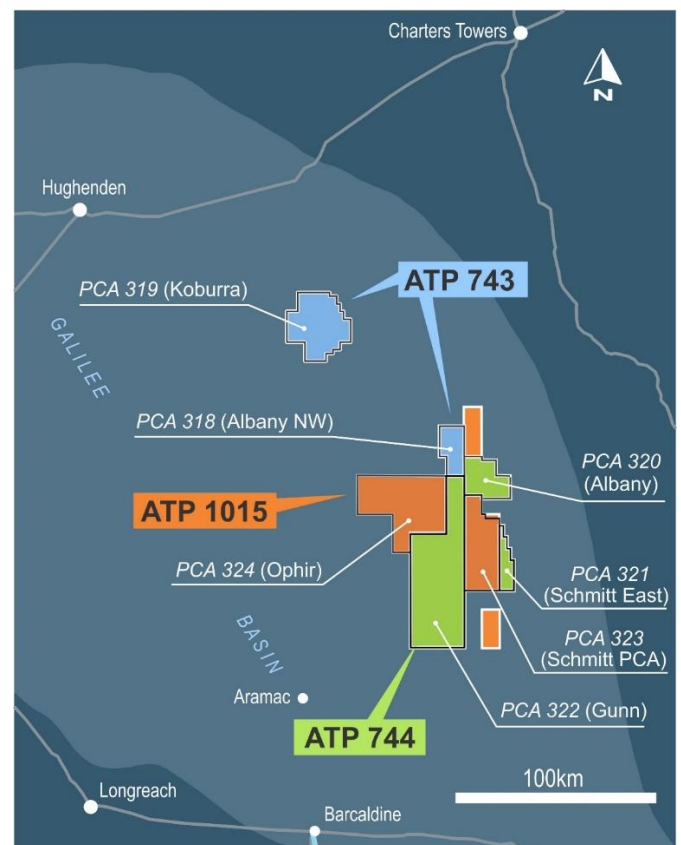 Charters Towers
N
Hughenden
ATP 743
PCA 319 (Koburra)
GALILEE
PCA 318 (Albany NW)
PCA 320
(Albany)
ATP 1015
PCA 324 (Ophir)
PCA 321
(Schmitt East)
PCA 323
(Schmitt PCA)
BASIN
Aramac
PCA 322 (Gunn)
ATP 744
100km
Longreach
Barcaldine